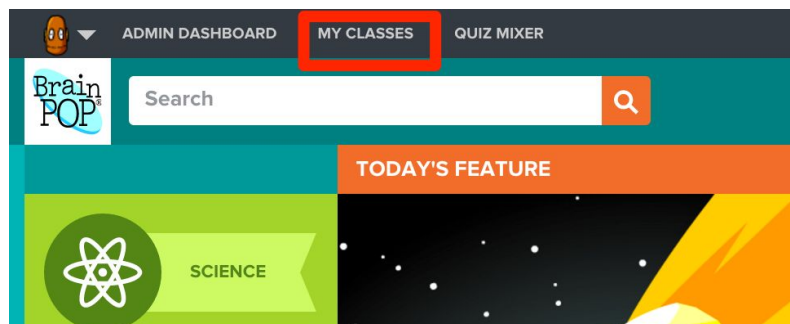 ADMIN DASHBOARD MY CLASSES QUIZ MIXER
Brain
POP®
Search
TODAY'S FEATURE
SCIENCE